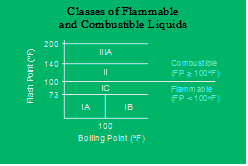 Classes of Flammable
and Combustible Liquids
Flash Point (°F)
200
140
100
73
IIIA
II
IC
IA
IB
Combustible
(FP ≥ 100°F)
Flammable
(FP < 100°F)
100
Boiling Point (°F)